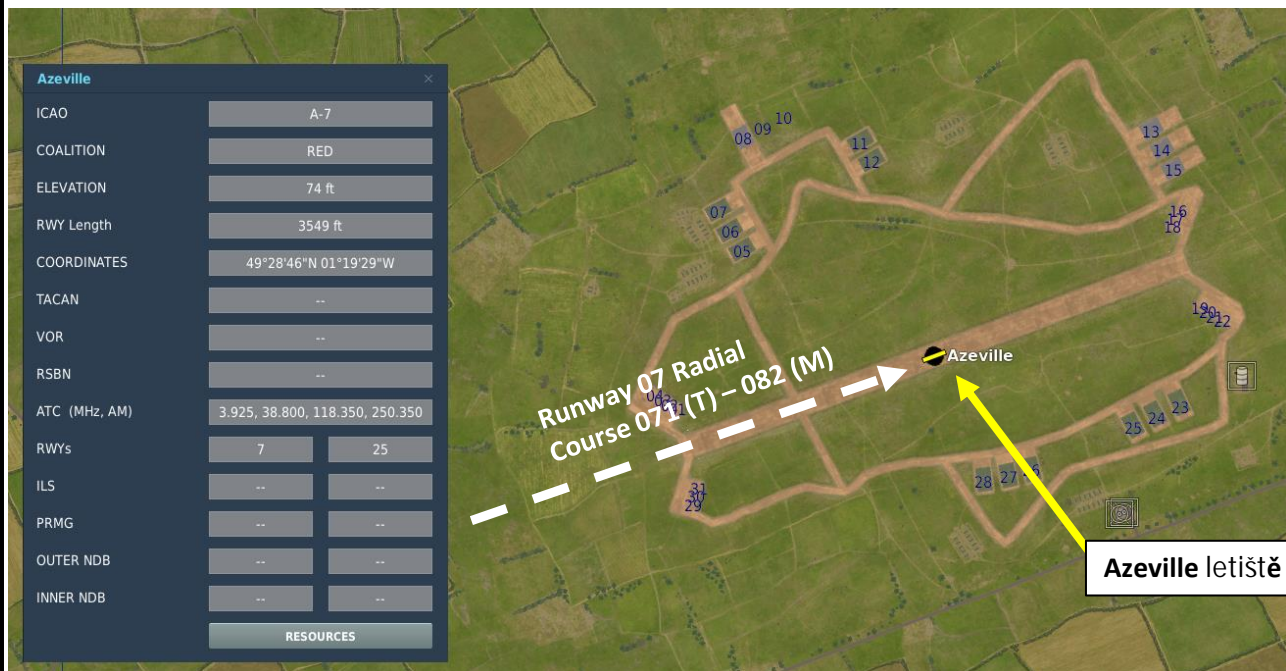 Azeville ×
ICAO A-7
COALITION RED
ELEVATION 74 ft
RWY Length 3549 ft
COORDINATES 49°28'46"N 01°19'29"W
TACAN --
VOR --
RSBN --
ATC (MHz, AM) 3.925, 38.800, 118.350, 250.350
RWYs 7 25
ILS -- --
PRMG -- --
OUTER NDB -- --
INNER NDB -- --
RESOURCES
10
09
08
11
12
13
14
15
07
06
05
16
17
18
19
20
21
22
Azeville
Runway 07 Radial
Course 071 (T) – 082 (M)
04
23
24
25
26
27
28
31
30
29
Azeville letiště